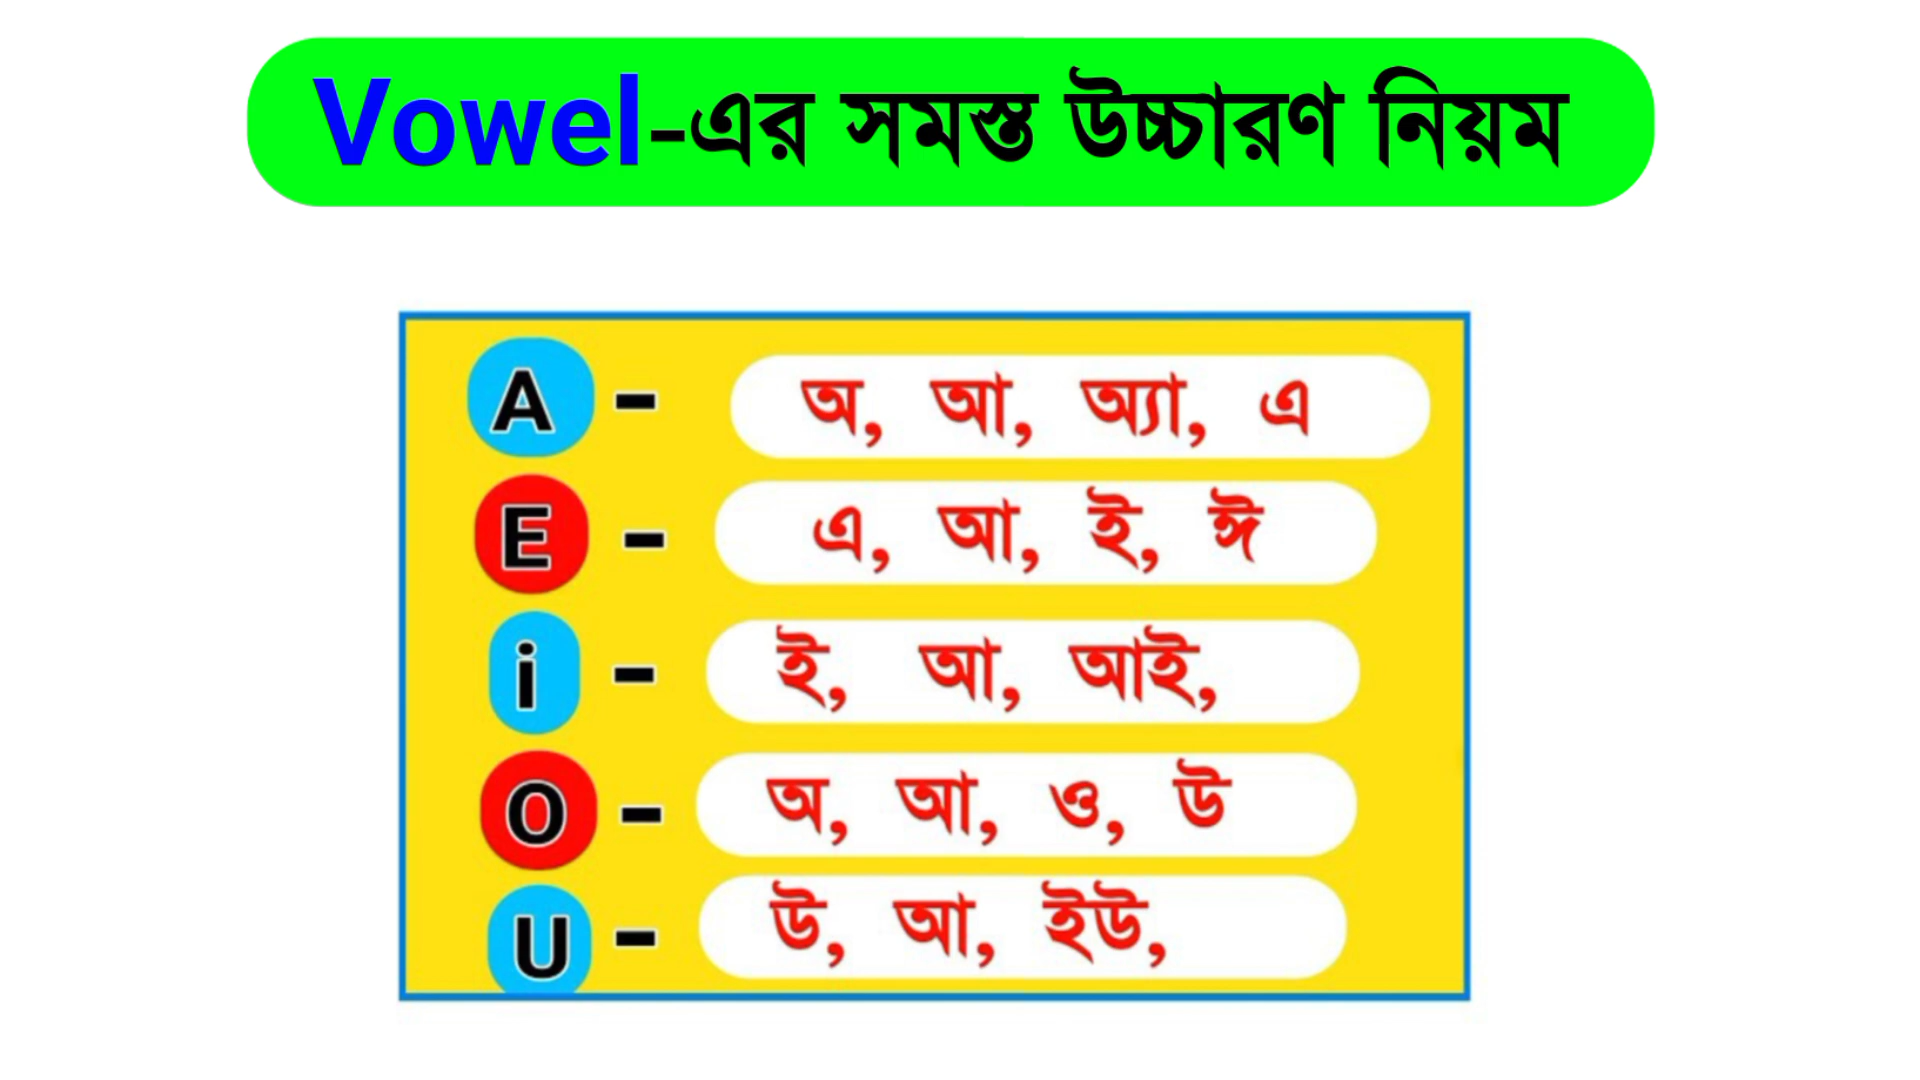 Vowel-এর সমস্ত উচ্চারণ নিয়ম
A - অ, আ, অ্যা, এ
E - এ, আ, ই, ঈ
i - ই, আ, আই,
O - অ, আ, ও, উ
U - উ, আ, ইউ,